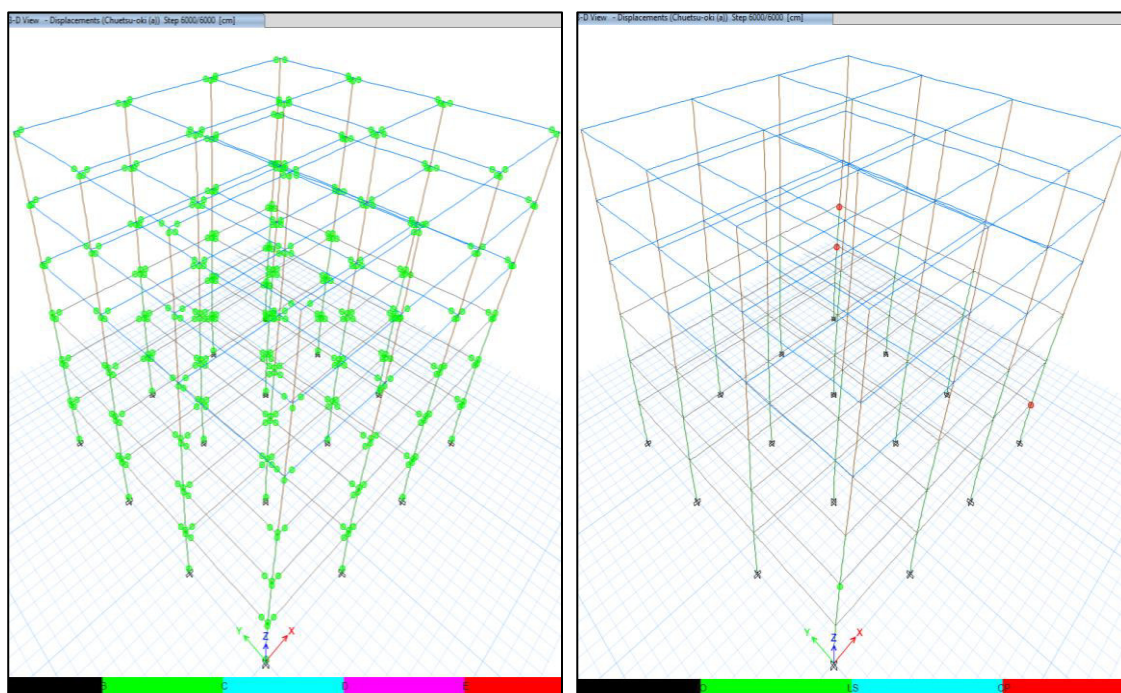 3-D View - Displacements (Chuetsu-oki (a)) Step 6000/6000 [cm]
-D View - Displacements (Chuetsu-oki (a)) Step 6000/6000 [cm]
Y Z X
Y Z X
B C D E
IO LS CP